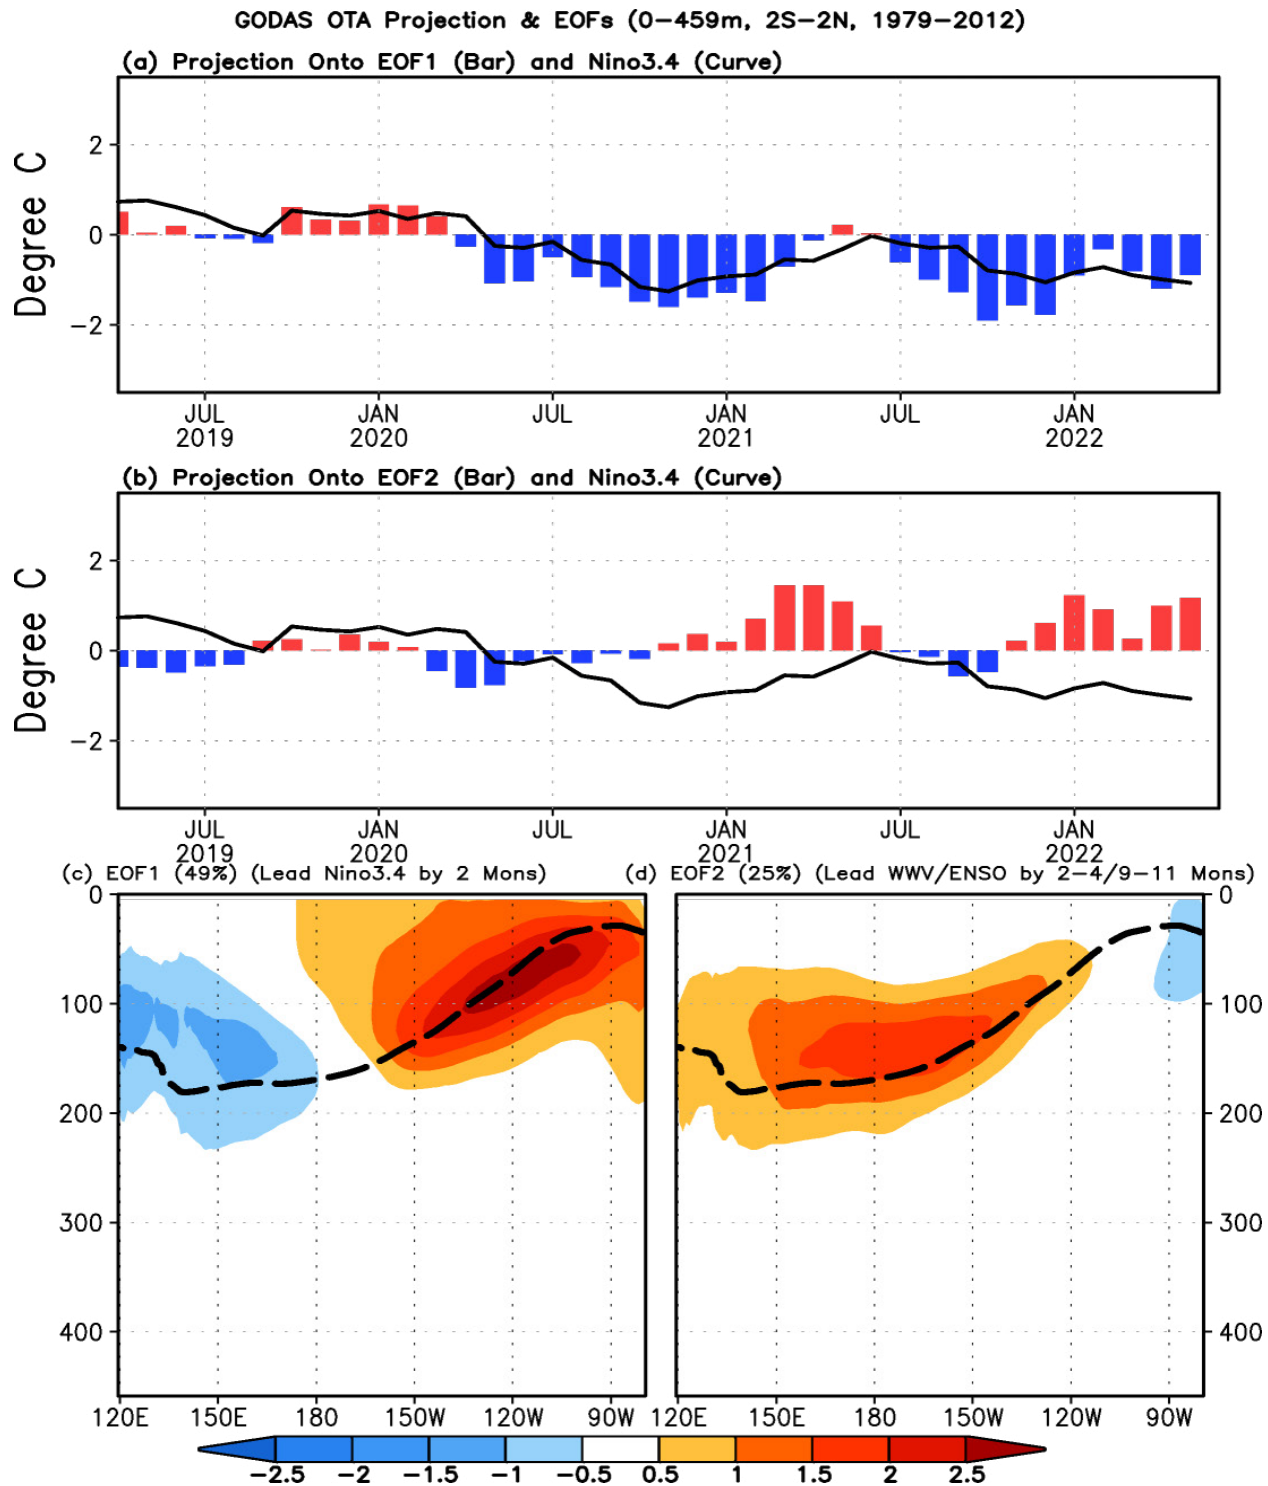 GODAS OTA Projection & EOFs (0-459m, 2S-2N, 1979-2012)
(a) Projection Onto EOF1 (Bar) and Nino3.4 (Curve)
Degree C
2
0
-2
JUL JAN JUL JAN JUL JAN
2019 2020 2021 2022
(b) Projection Onto EOF2 (Bar) and Nino3.4 (Curve)
Degree C
2
0
-2
JUL JAN JUL JAN JUL JAN
2019 2020 2021 2022
(c) EOF1 (49%) (Lead Nino3.4 by 2 Mons)
0
100
200
300
400
120E 150E 180 150W 120W 90W
(d) EOF2 (25%) (Lead WWV/ENSO by 2-4/9-11 Mons)
0
100
200
300
400
120E 150E 180 150W 120W 90W
-2.5 -2 -1.5 -1 -0.5 0.5 1 1.5 2 2.5